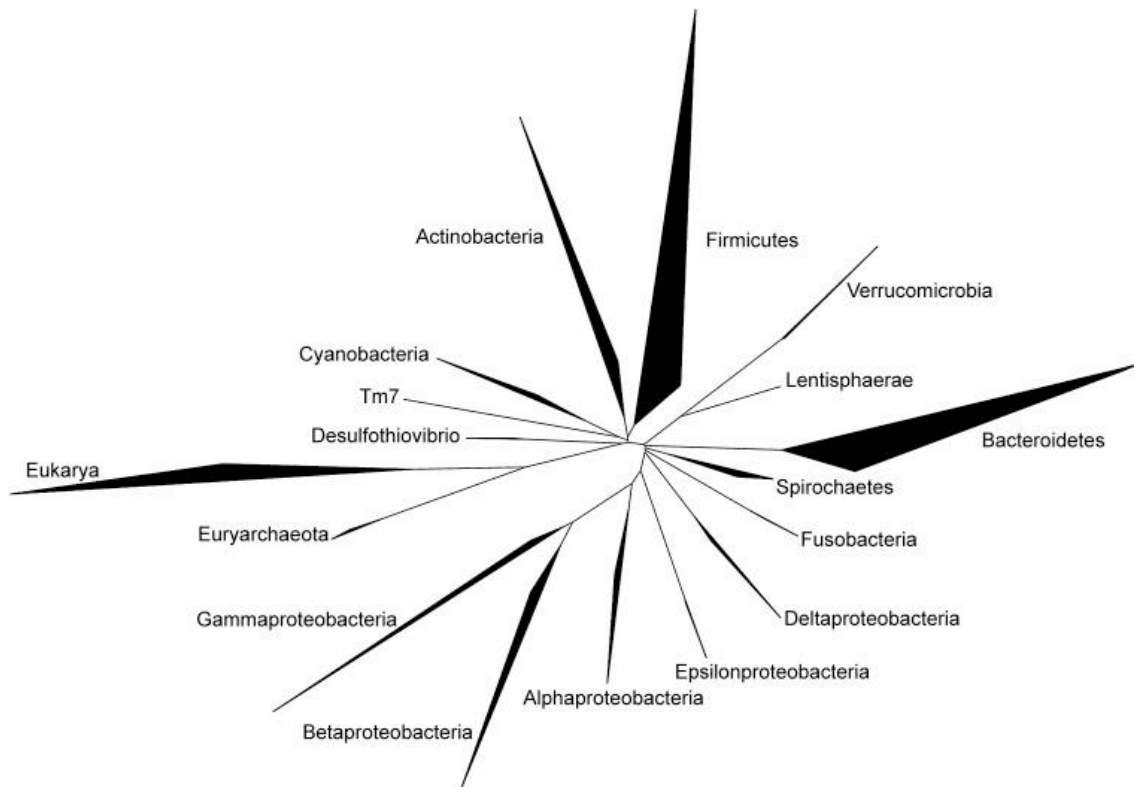 Actinobacteria
Firmicutes
Verrucomicrobia
Cyanobacteria
Lentisphaerae
Tm7
Desulfothiovibrio
Bacteroidetes
Eukarya
Spirochaetes
Euryarchaeota
Fusobacteria
Gammaproteobacteria
Deltaproteobacteria
Epsilonproteobacteria
Alphaproteobacteria
Betaproteobacteria